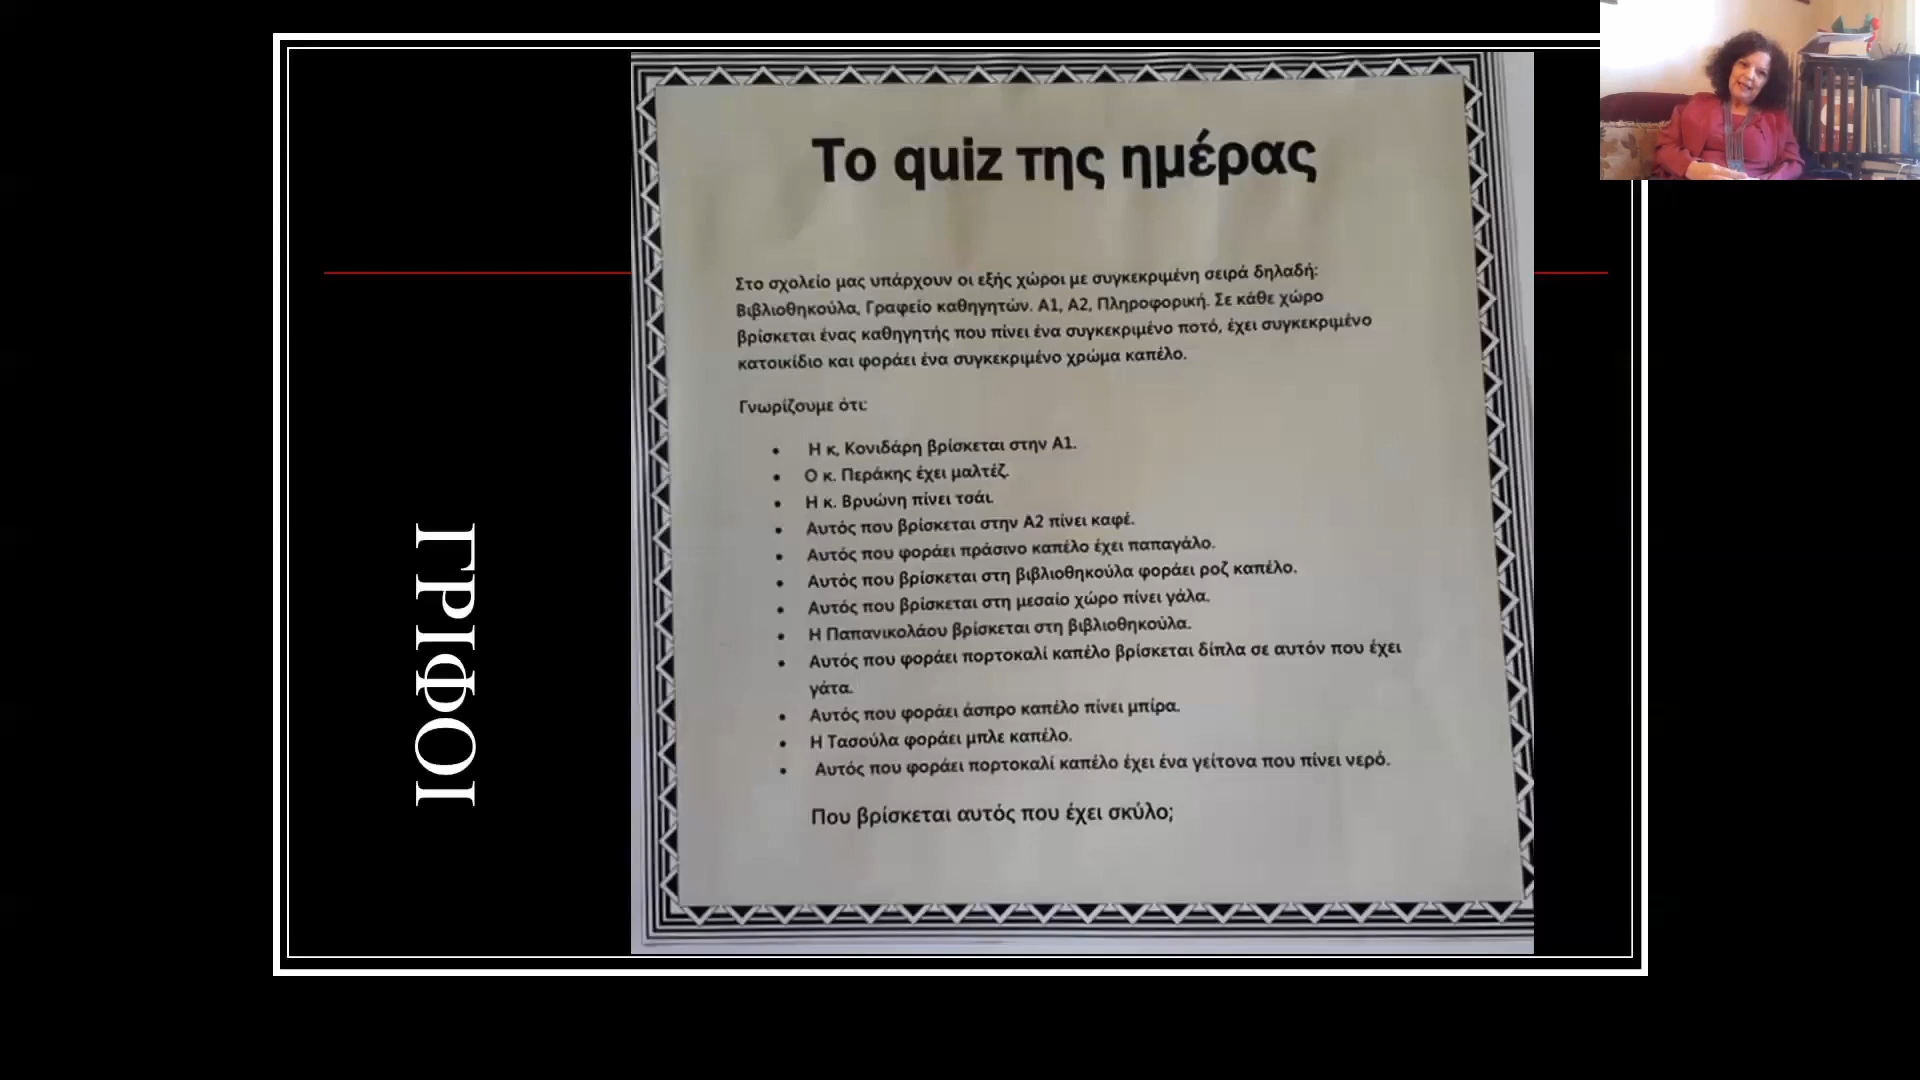 ΓΡΙΦΟΙ
Το quiz της ημέρας
Στο σχολείο μας υπάρχουν οι εξής χώροι με συγκεκριμένη σειρά δηλαδή:
Βιβλιοθηκούλα, Γραφείο καθηγητών. Α1, Α2, Πληροφορική. Σε κάθε χώρο
βρίσκεται ένας καθηγητής που πίνει ένα συγκεκριμένο ποτό, έχει συγκεκριμένο
κατοικίδιο και φοράει ένα συγκεκριμένο χρώμα καπέλο.
Γνωρίζουμε ότι:
• Η κ. Κονιδάρη βρίσκεται στην Α1.
• Ο κ. Περάκης έχει μαλτέζ.
• Η κ. Βρυώνη πίνει τσάι.
• Αυτός που βρίσκεται στην Α2 πίνει καφέ.
• Αυτός που φοράει πράσινο καπέλο έχει παπαγάλο.
• Αυτός που βρίσκεται στη βιβλιοθηκούλα φοράει ροζ καπέλο.
• Αυτός που βρίσκεται στη μεσαίο χώρο πίνει γάλα.
• Η Παπανικολάου βρίσκεται στη βιβλιοθηκούλα.
• Αυτός που φοράει πορτοκαλί καπέλο βρίσκεται δίπλα σε αυτόν που έχει
γάτα.
• Αυτός που φοράει άσπρο καπέλο πίνει μπίρα.
• Η Τασούλα φοράει μπλε καπέλο.
• Αυτός που φοράει πορτοκαλί καπέλο έχει ένα γείτονα που πίνει νερό.
Που βρίσκεται αυτός που έχει σκύλο;